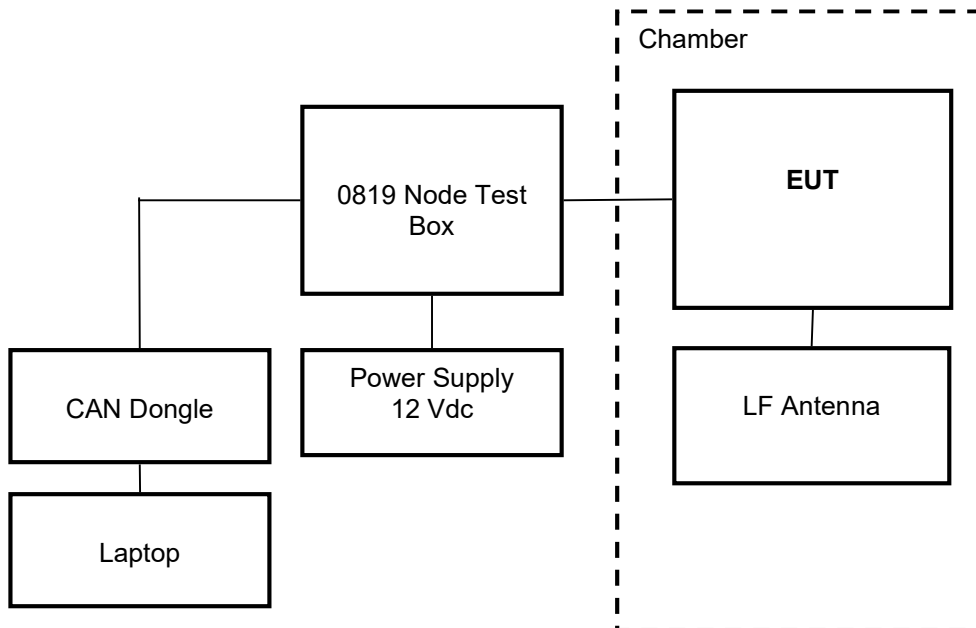 Chamber
EUT
0819 Node Test
Box
Power Supply
12 Vdc
CAN Dongle
LF Antenna
Laptop